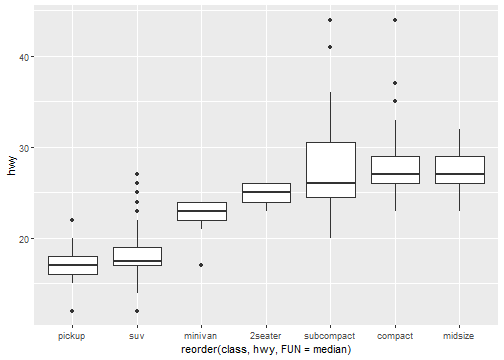 hwy
40
30
20
pickup suv minivan 2seater subcompact compact midsize
reorder(class, hwy, FUN = median)